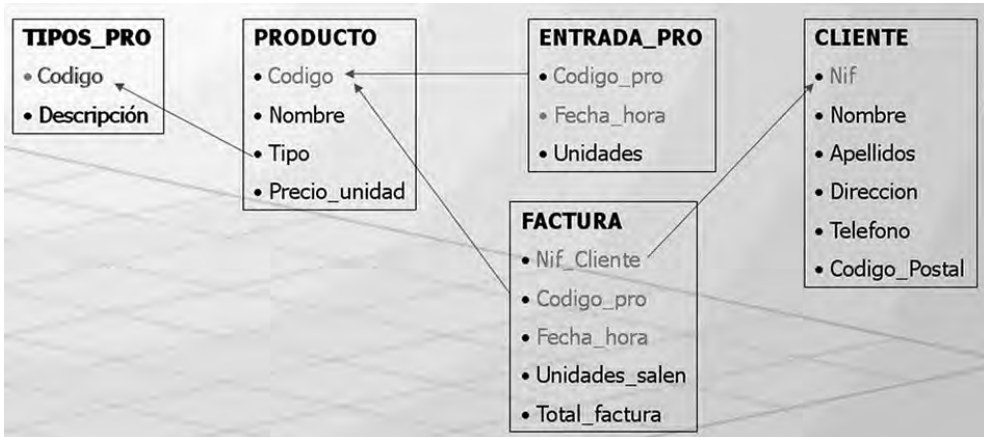 TIPOS_PRO
• Codigo
• Descripción
PRODUCTO
• Codigo
• Nombre
• Tipo
• Precio_unidad
ENTRADA_PRO
• Codigo_pro
• Fecha_hora
• Unidades
CLIENTE
• Nif
• Nombre
• Apellidos
• Direccion
• Telefono
• Codigo_Postal
FACTURA
• Nif_Cliente
• Codigo_pro
• Fecha_hora
• Unidades_salen
• Total_factura